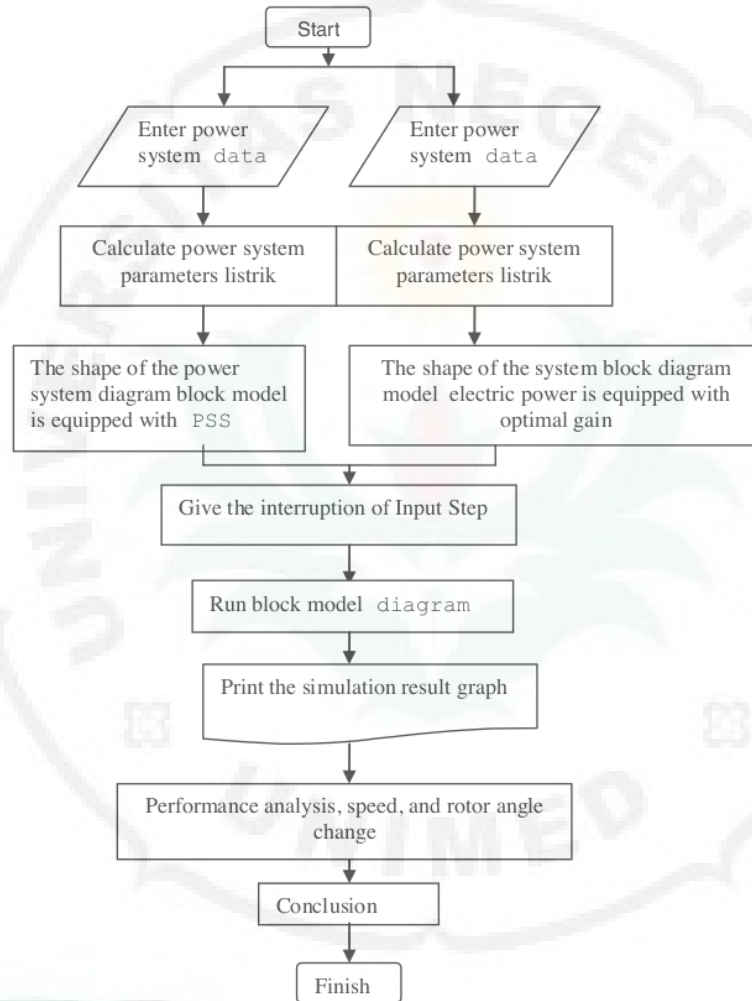 Start
Enter power
system data
Enter power
system data
Calculate power system
parameters listrik
Calculate power system
parameters listrik
The shape of the power
system diagram block model
is equipped with PSS
The shape of the system block diagram
model electric power is equipped with
optimal gain
Give the interruption of Input Step
Run block model diagram
Print the simulation result graph
Performance analysis, speed, and rotor angle
change
Conclusion
Finish
UNIVERSITAS NEGERI
UNIMED